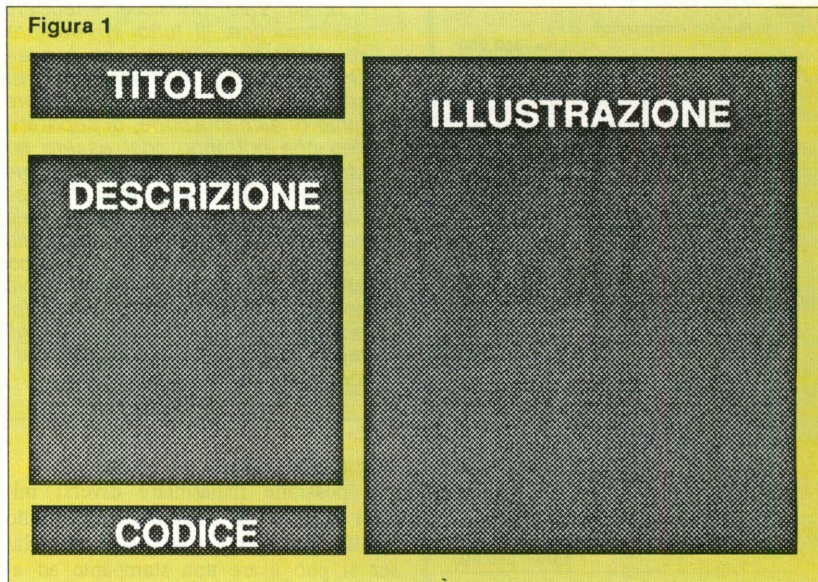 Figura 1
TITOLO
DESCRIZIONE
CODICE
ILLUSTRAZIONE